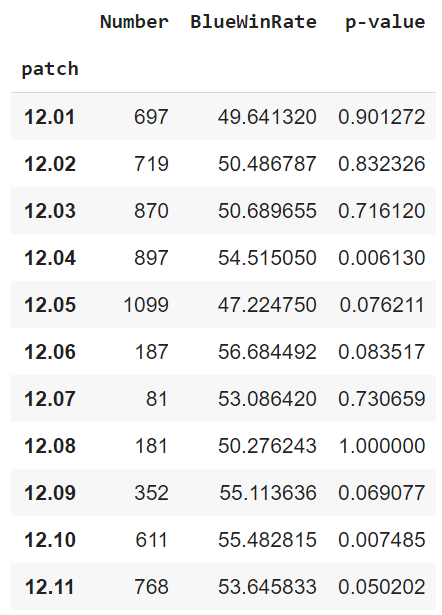 Number BlueWinRate p-value
patch
12.01 697 49.641320 0.901272
12.02 719 50.486787 0.832326
12.03 870 50.689655 0.716120
12.04 897 54.515050 0.006130
12.05 1099 47.224750 0.076211
12.06 187 56.684492 0.083517
12.07 81 53.086420 0.730659
12.08 181 50.276243 1.000000
12.09 352 55.113636 0.069077
12.10 611 55.482815 0.007485
12.11 768 53.645833 0.050202